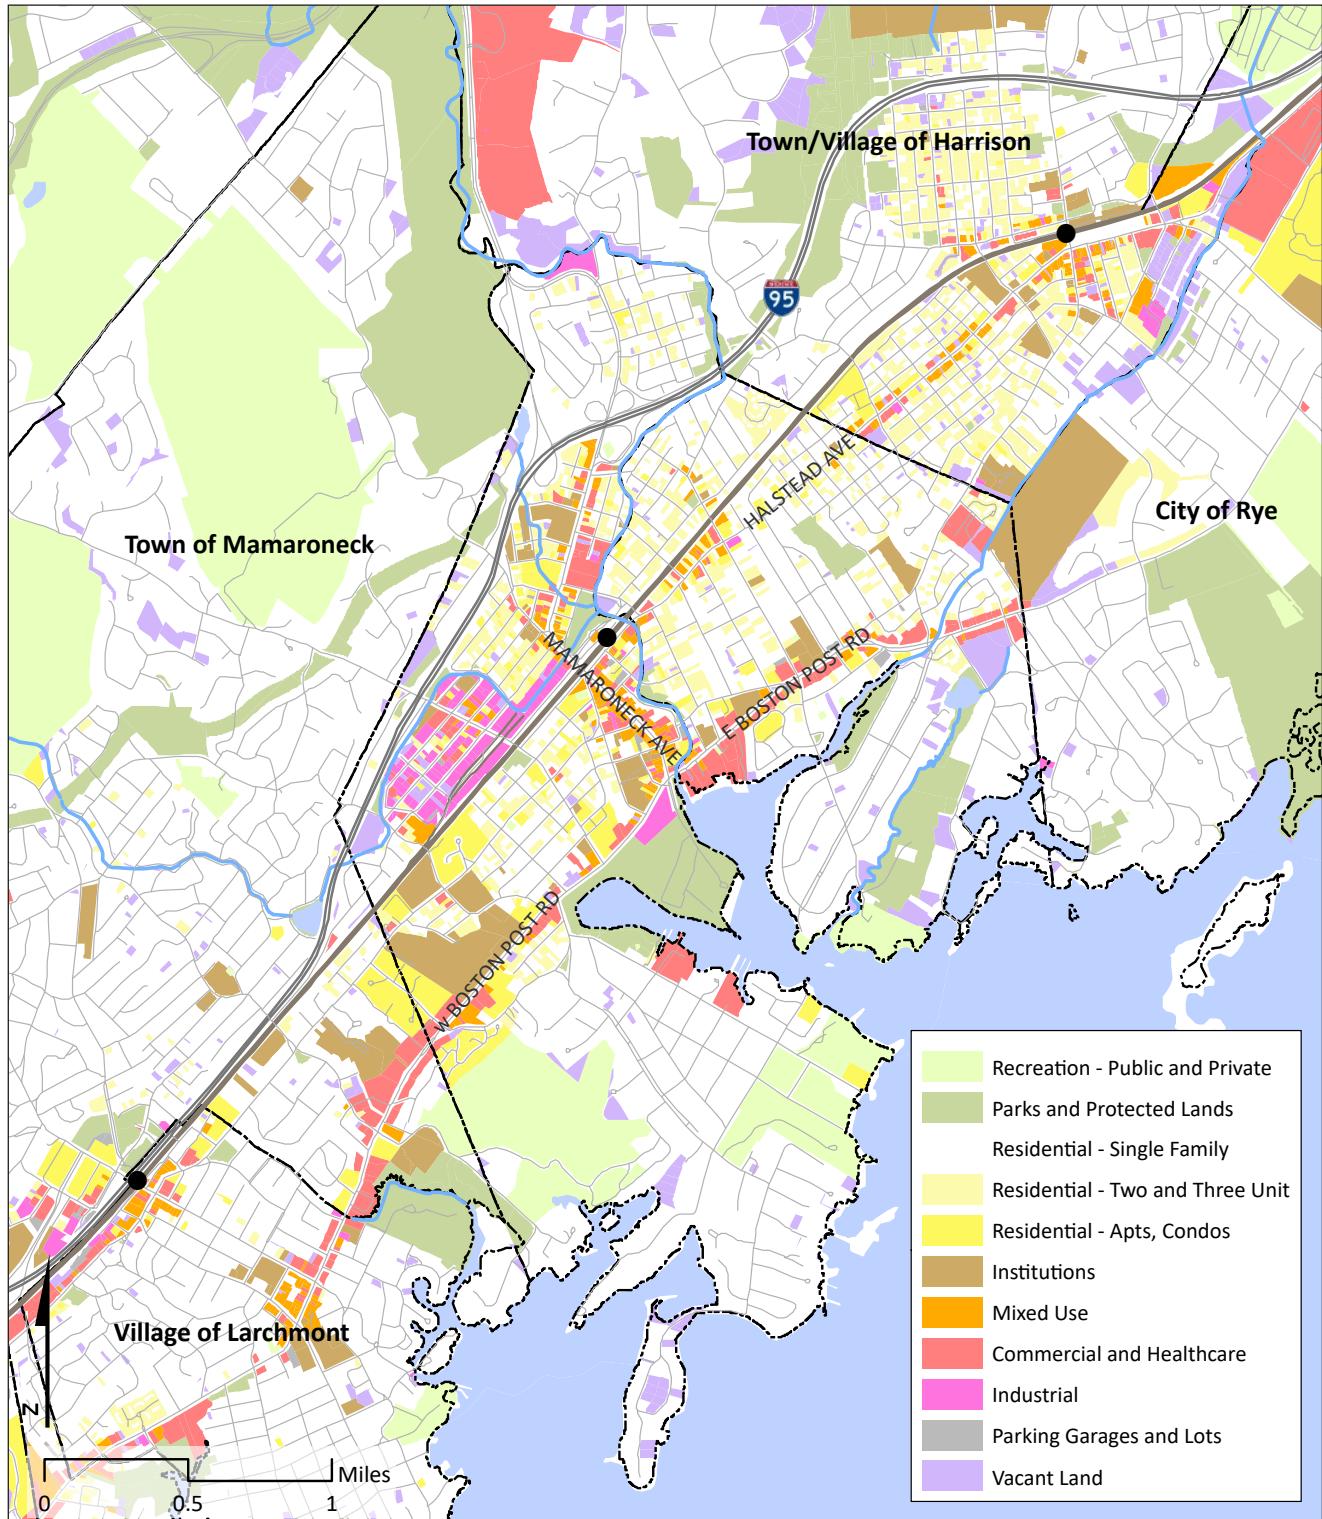 Town/Village of Harrison
95
HALSTEAD AVE
City of Rye
Town of Mamaroneck
MAMARONECK AVE
E BOSTON POST RD
W BOSTON POST RD
Village of Larchmont
N
Miles
0
0.5
1
Recreation - Public and Private
Parks and Protected Lands
Residential - Single Family
Residential - Two and Three Unit
Residential - Apts, Condos
Institutions
Mixed Use
Commercial and Healthcare
Industrial
Parking Garages and Lots
Vacant Land